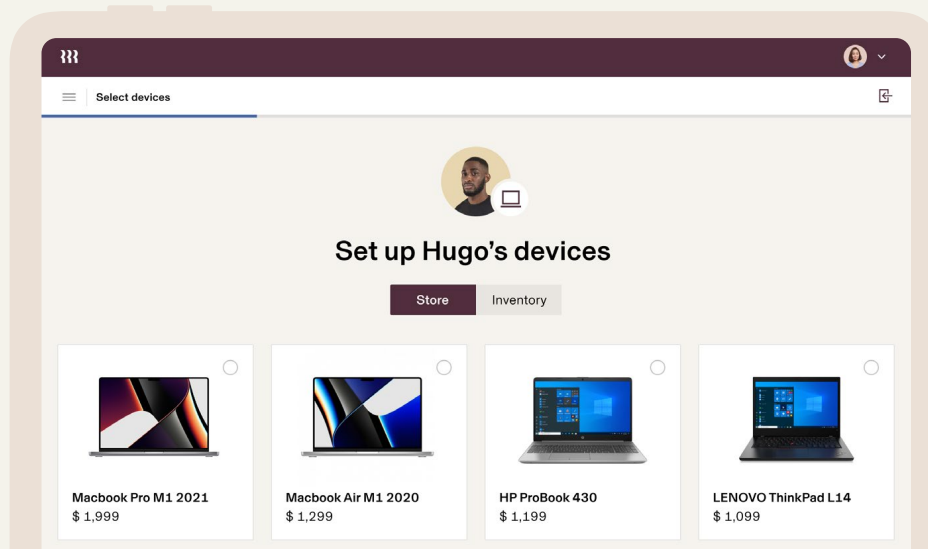 Select devices
Set up Hugo’s devices
Store
Inventory
Macbook Pro M1 2021
$ 1,999
Macbook Air M1 2020
$ 1,299
HP ProBook 430
$ 1,199
LENOVO ThinkPad L14
$ 1,099